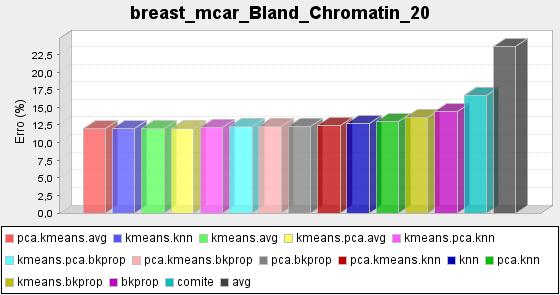 breast_mcar_Bland_Chromatin_20
Erro (%)
22,5
20,0
17,5
15,0
12,5
10,0
7,5
5,0
2,5
0,0
pca.kmeans.avg kmeans.knn kmeans.avg kmeans.pca.avg kmeans.pca.knn
kmeans.pca.bkprop pca.kmeans.bkprop pca.bkprop pca.kmeans.knn knn pca.knn
kmeans.bkprop bkprop comite avg